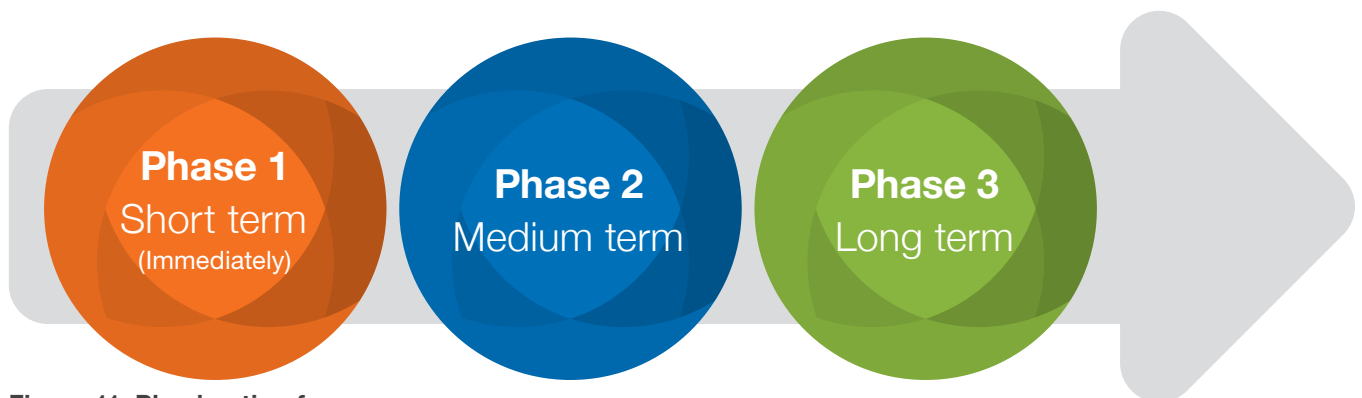 Phase 1
Short term
(Immediately)
Phase 2
Medium term
Phase 3
Long term